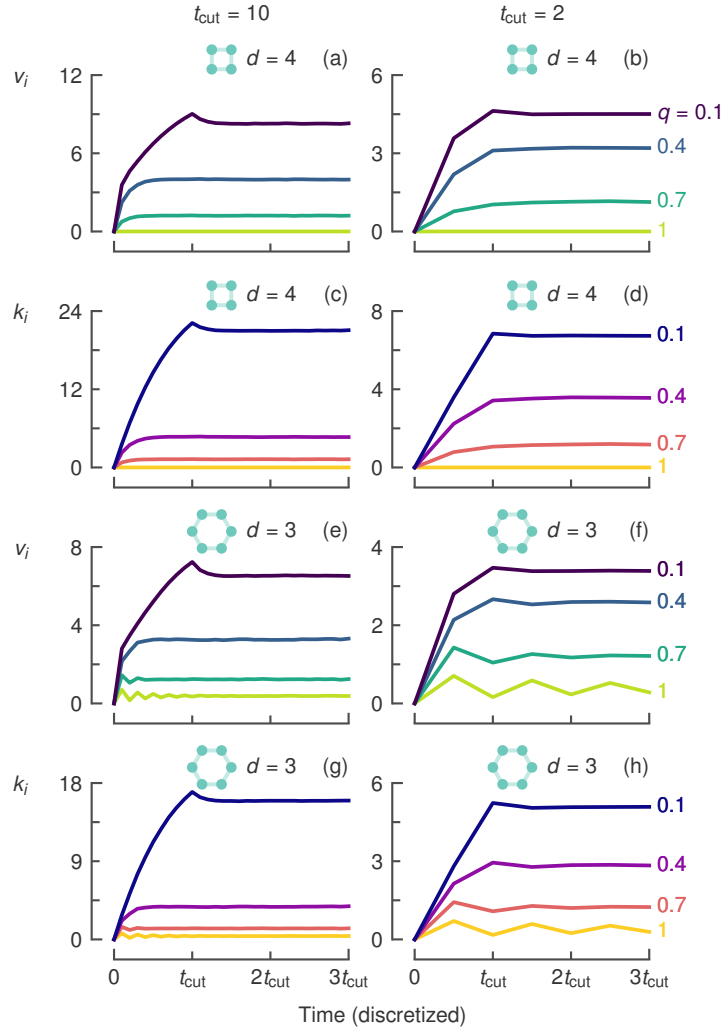 t_cut = 10
t_cut = 2
v_i
d = 4 (a)
d = 4 (b)
12
6
0
6
3
0
q = 0.1
0.4
0.7
1
k_i
d = 4 (c)
d = 4 (d)
24
12
0
8
4
0
0.1
0.4
0.7
1
v_i
d = 3 (e)
d = 3 (f)
8
4
0
4
2
0
0.1
0.4
0.7
1
k_i
d = 3 (g)
d = 3 (h)
18
9
0
6
3
0
0.1
0.4
0.7
1
0 t_cut 2t_cut 3t_cut
0 t_cut 2t_cut 3t_cut
Time (discretized)